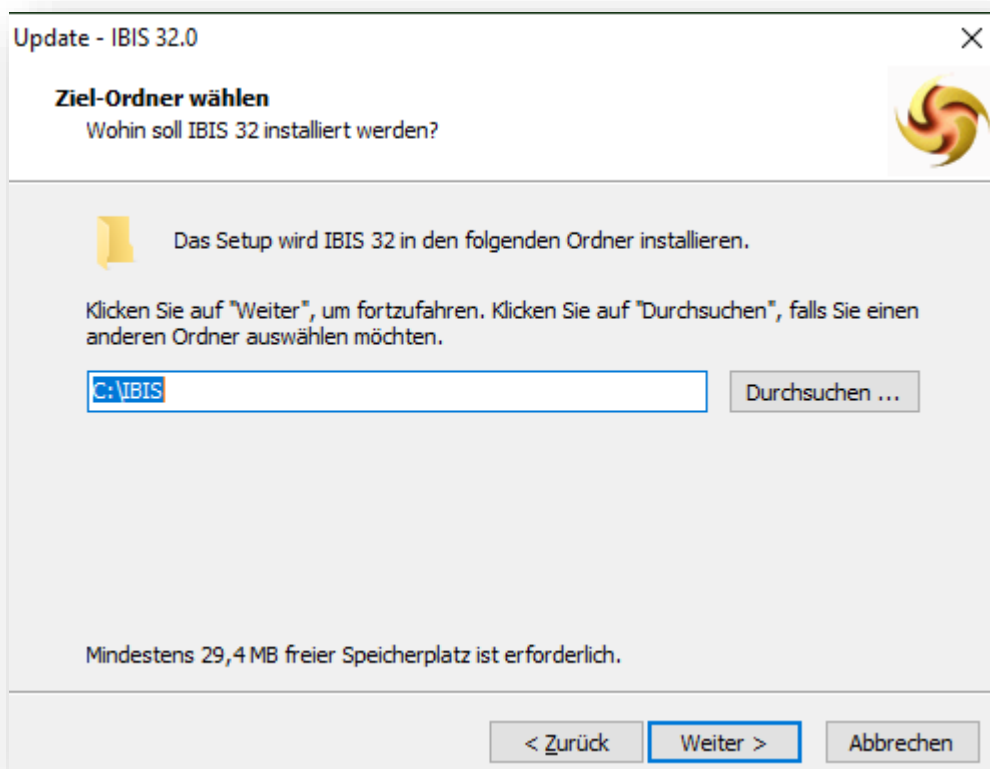 Update - IBIS 32.0
Ziel-Ordner wählen
Wohin soll IBIS 32 installiert werden?
Das Setup wird IBIS 32 in den folgenden Ordner installieren.
Klicken Sie auf "Weiter", um fortzufahren. Klicken Sie auf "Durchsuchen", falls Sie einen
anderen Ordner auswählen möchten.
C:\IBIS
Durchsuchen ...
Mindestens 29,4 MB freier Speicherplatz ist erforderlich.
< Zurück
Weiter >
Abbrechen